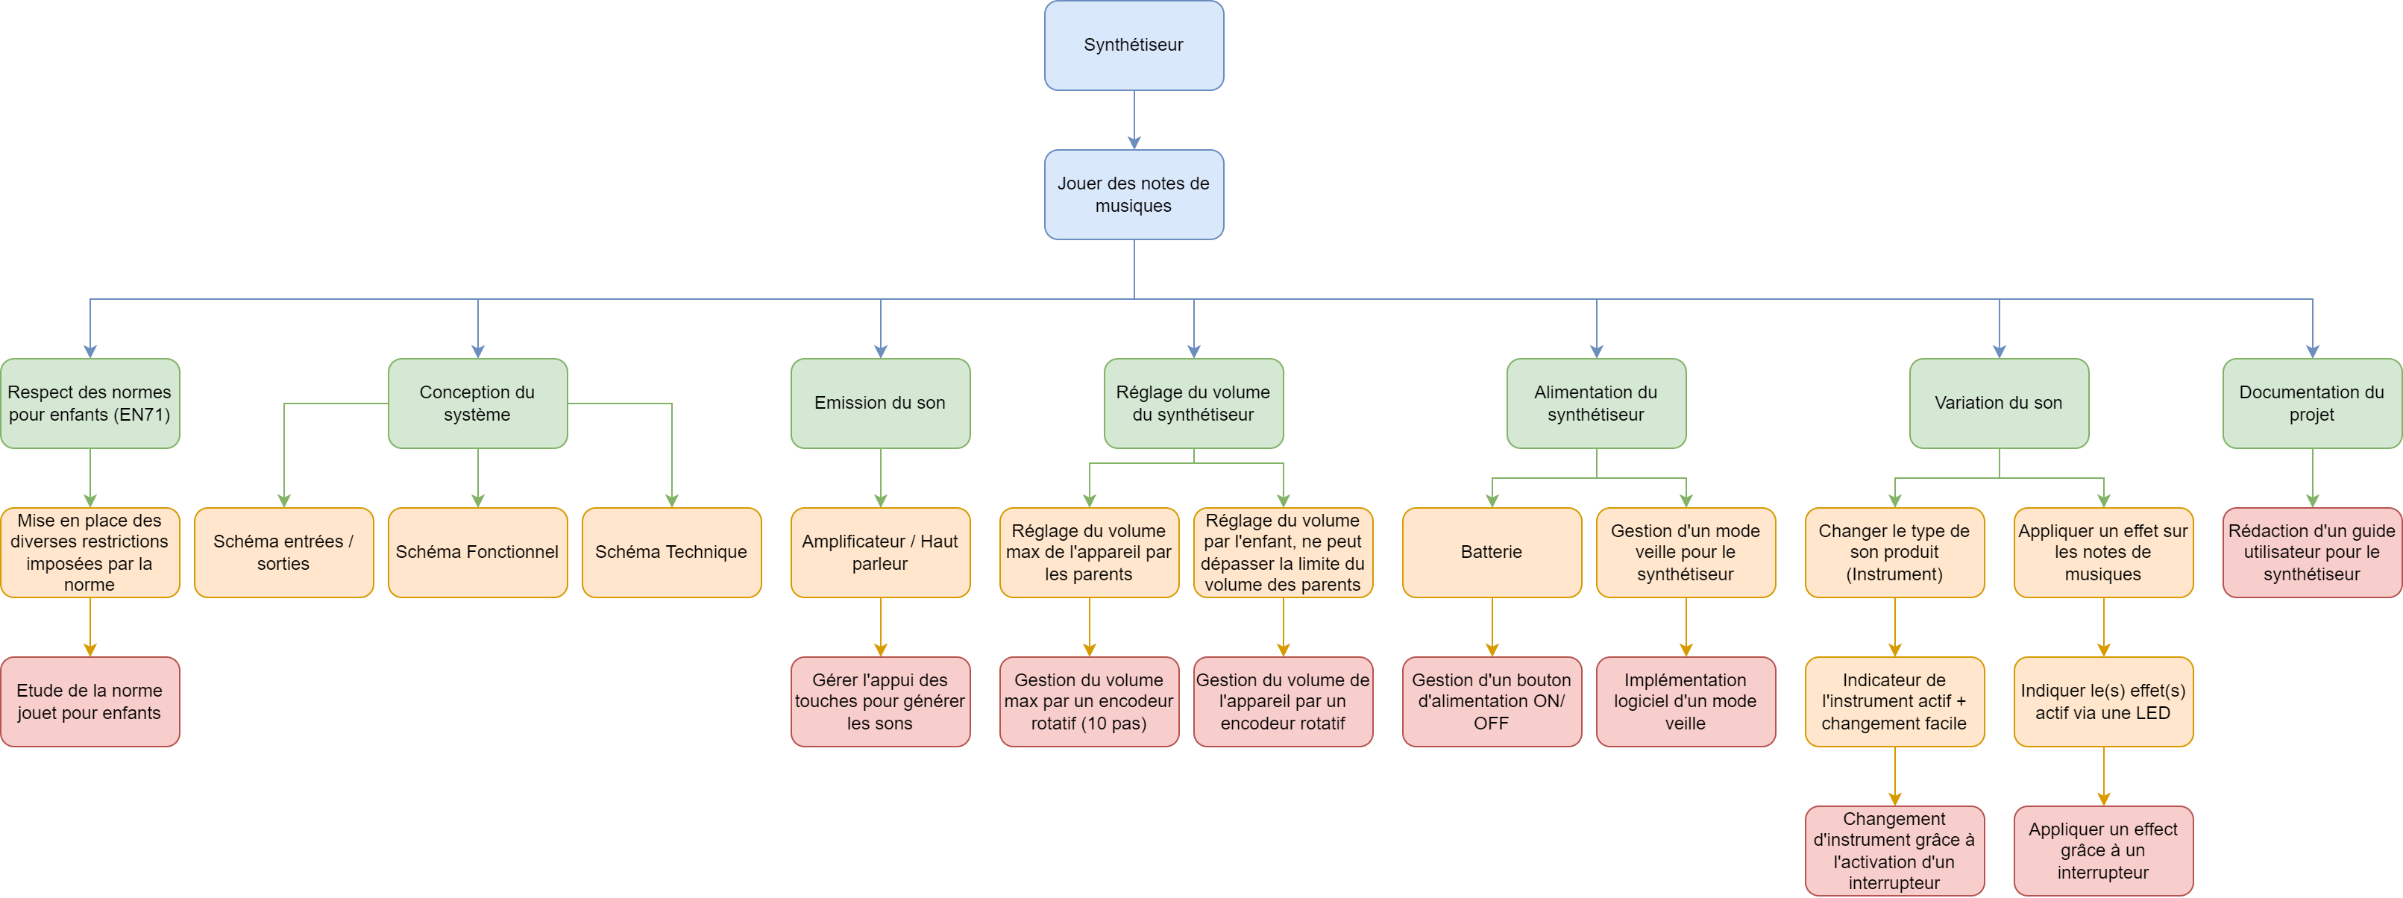 Synthétiseur
Jouer des notes de
musiques
Respect des normes
pour enfants (EN71)
Conception du
système
Emission du son
Réglage du volume
du synthétiseur
Alimentation du
synthétiseur
Variation du son
Documentation du
projet
Mise en place des
diverses restrictions
imposées par la
norme
Schéma entrées /
sorties
Schéma Fonctionnel
Schéma Technique
Amplificateur / Haut
parleur
Réglage du volume
max de l'appareil par
les parents
Réglage du volume
par l'enfant, ne peut
dépasser la limite du
volume des parents
Batterie
Gestion d'un mode
veille pour le
synthétiseur
Changer le type de
son produit
(Instrument)
Appliquer un effet sur
les notes de
musiques
Rédaction d'un guide
utilisateur pour le
synthétiseur
Etude de la norme
jouet pour enfants
Gérer l'appui des
touches pour générer
les sons
Gestion du volume
max par un encodeur
rotatif (10 pas)
Gestion du volume de
l'appareil par un
encodeur rotatif
Gestion d'un bouton
d'alimentation ON/
OFF
Implémentation
logiciel d'un mode
veille
Indicateur de
l'instrument actif +
changement facile
Indiquer le(s) effet(s)
actif via une LED
Changement
d'instrument grâce à
l'activation d'un
interrupteur
Appliquer un effect
grâce à un
interrupteur